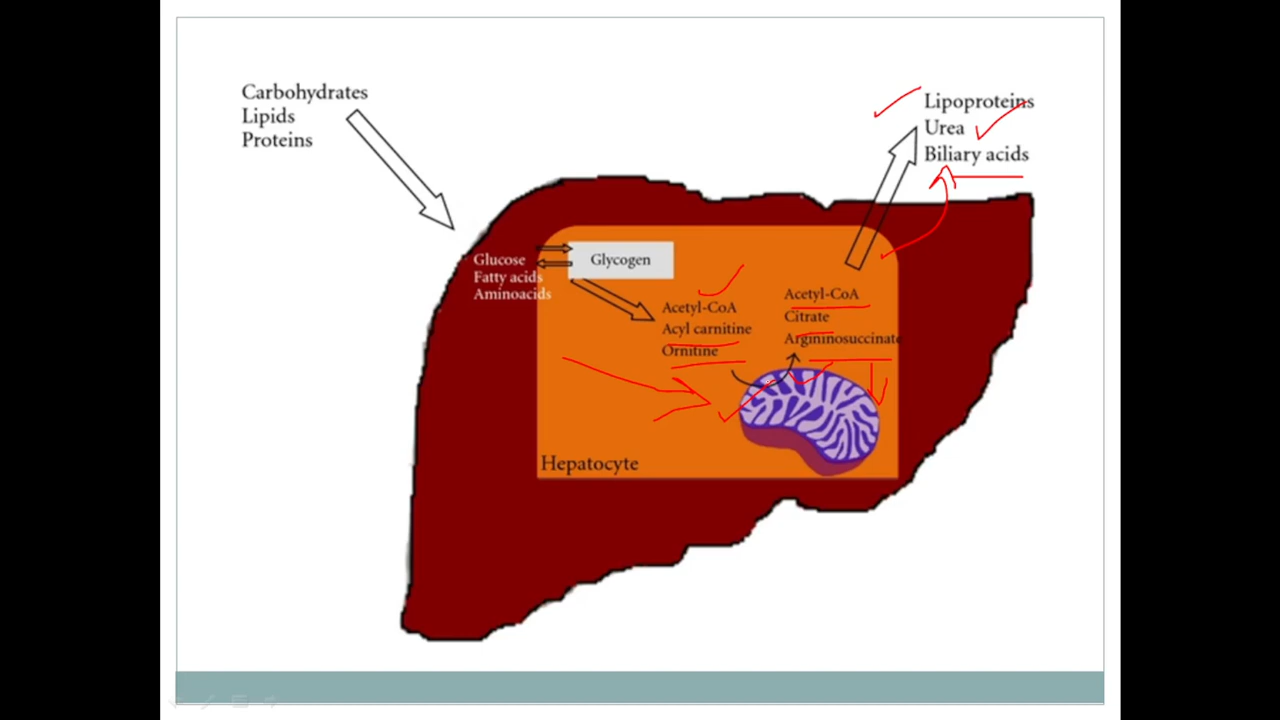 Carbohydrates
Lipids
Proteins
Lipoproteins
Urea
Biliary acids
Glucose
Fatty acids
Aminoacids
Glycogen
Acetyl-CoA
Acyl carnitine
Ornitine
Acetyl-CoA
Citrate
Argininosuccinate
Hepatocyte